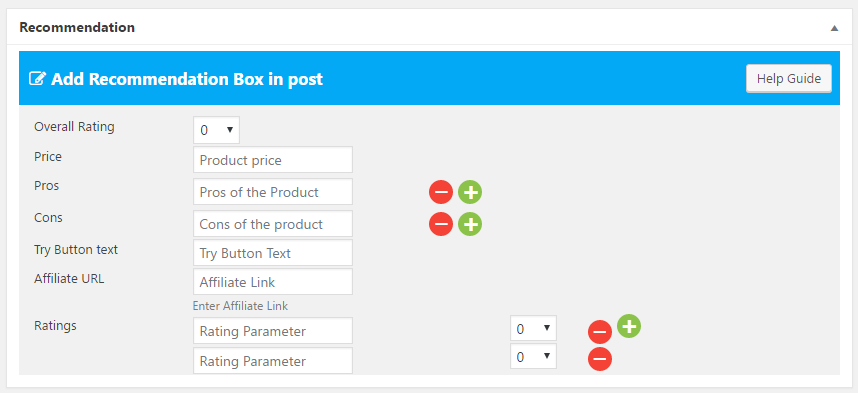 Recommendation
Add Recommendation Box in post
Help Guide
Overall Rating 0
Price Product price
Pros Pros of the Product
Cons Cons of the product
Try Button text Try Button Text
Affiliate URL Affiliate Link
Enter Affiliate Link
Ratings Rating Parameter 0
Rating Parameter 0